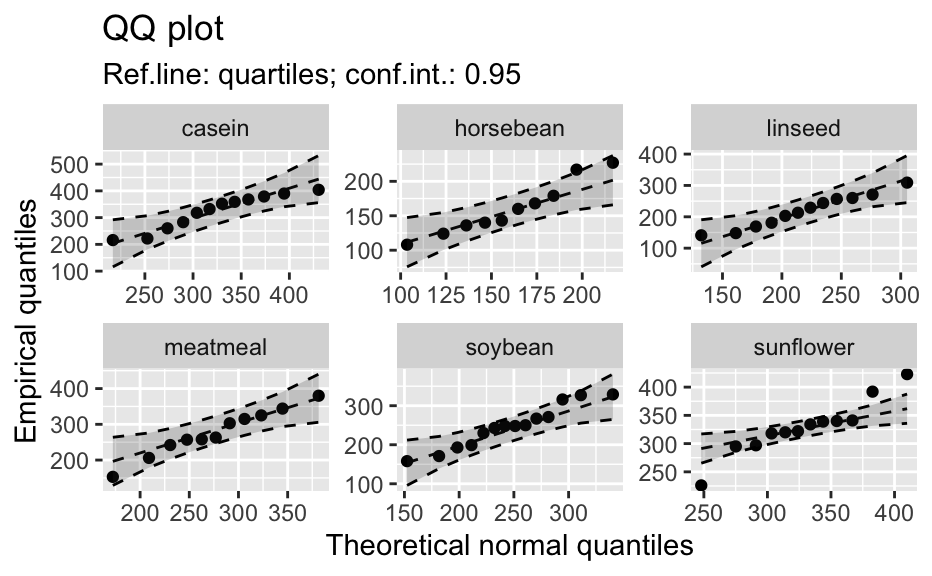 QQ plot
Ref.line: quartiles; conf.int.: 0.95
casein
horsebean
linseed
500
400
300
200
100
200
150
100
400
300
200
100
250 300 350 400
100 125 150 175 200
150 200 250 300
meatmeal
soybean
sunflower
400
300
200
300
200
100
400
350
300
250
200 250 300 350
150 200 250 300
250 300 350 400
Empirical quantiles
Theoretical normal quantiles